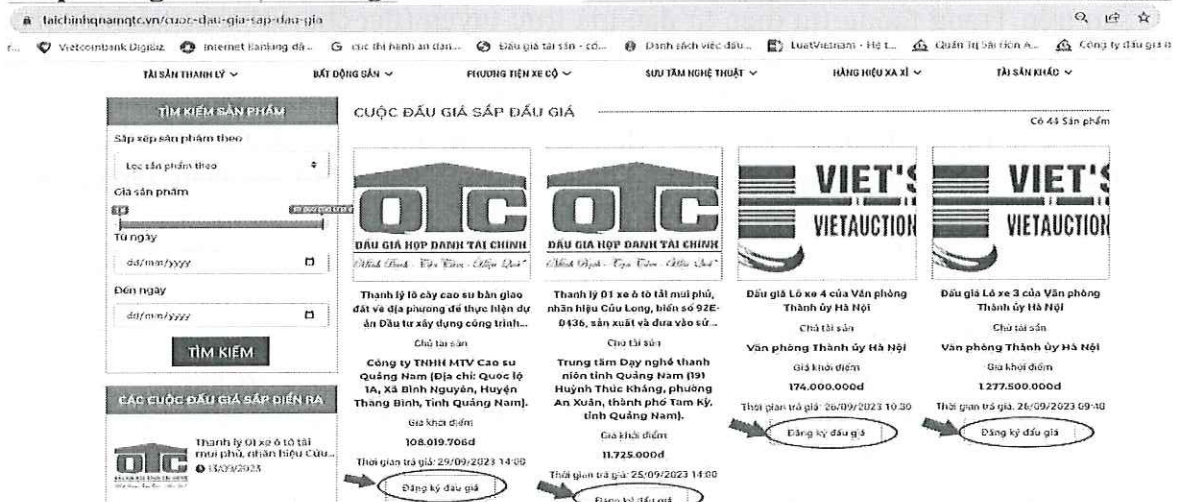 taichinhqnamqtc.vn/cuoc-dau-gia-sap-dau-gia
Vietcombank Digibiz Internet Banking dà... cục thi hành án dân... Đấu giá tài sản - cổ... Danh sách việc đấu... LuatVietnam - Hệ t... Quản Trị Sài Gòn A... Công ty đấu giá
TÀI SẢN THANH LÝ BẤT ĐỘNG SẢN PHƯƠNG TIỆN XE CỘ SƯU TẦM NGHỆ THUẬT HÀNG HIỆU XA XỈ TÀI SẢN KHÁC
TÌM KIẾM SẢN PHẨM
Sắp xếp sản phẩm theo
Lọc sản phẩm theo
Giá sản phẩm
Từ ngày
dd/mm/yyyy
Đến ngày
dd/mm/yyyy
TÌM KIẾM
CÁC CUỘC ĐẤU GIÁ SẮP DIỄN RA
QTC
Thanh lý 01 xe ô tô tải
mui phủ, nhãn hiệu Cửu...
13/09/2023
CUỘC ĐẤU GIÁ SẮP ĐẤU GIÁ
Có 44 Sản phẩm
QTC
ĐẤU GIÁ HỢP DANH TÀI CHÍNH
Thanh lý lô cây cao su bàn giao
đất về địa phương để thực hiện dự
án Đầu tư xây dựng công trình...
Chủ tài sản
Công ty TNHH MTV Cao su
Quảng Nam (Địa chỉ: Quốc lộ
1A, Xã Bình Nguyên, Huyện
Thăng Bình, Tỉnh Quảng Nam).
Giá khởi điểm
108.019.706đ
Thời gian trả giá: 29/09/2023 14:00
Đăng ký đấu giá
QTC
ĐẤU GIÁ HỢP DANH TÀI CHÍNH
Thanh lý 01 xe ô tô tải mui phủ,
nhãn hiệu Cửu Long, biển số 92E-
0436, sản xuất và đưa vào sử...
Chủ tài sản
Trung tâm Dạy nghề thanh
niên tỉnh Quảng Nam (191
Huỳnh Thúc Kháng, phường
An Xuân, thành phố Tam Kỳ,
tỉnh Quảng Nam).
Giá khởi điểm
11.725.000đ
Thời gian trả giá: 25/09/2023 14:00
Đăng ký đấu giá
VIET'S
VIETAUCTION
Đấu giá Lô xe 4 của Văn phòng
Thành ủy Hà Nội
Chủ tài sản
Văn phòng Thành ủy Hà Nội
Giá khởi điểm
174.000.000đ
Thời gian trả giá: 26/09/2023 10:30
Đăng ký đấu giá
VIET'S
VIETAUCTION
Đấu giá Lô xe 3 của Văn phòng
Thành ủy Hà Nội
Chủ tài sản
Văn phòng Thành ủy Hà Nội
Giá khởi điểm
1.277.500.000đ
Thời gian trả giá: 26/09/2023 09:40
Đăng ký đấu giá